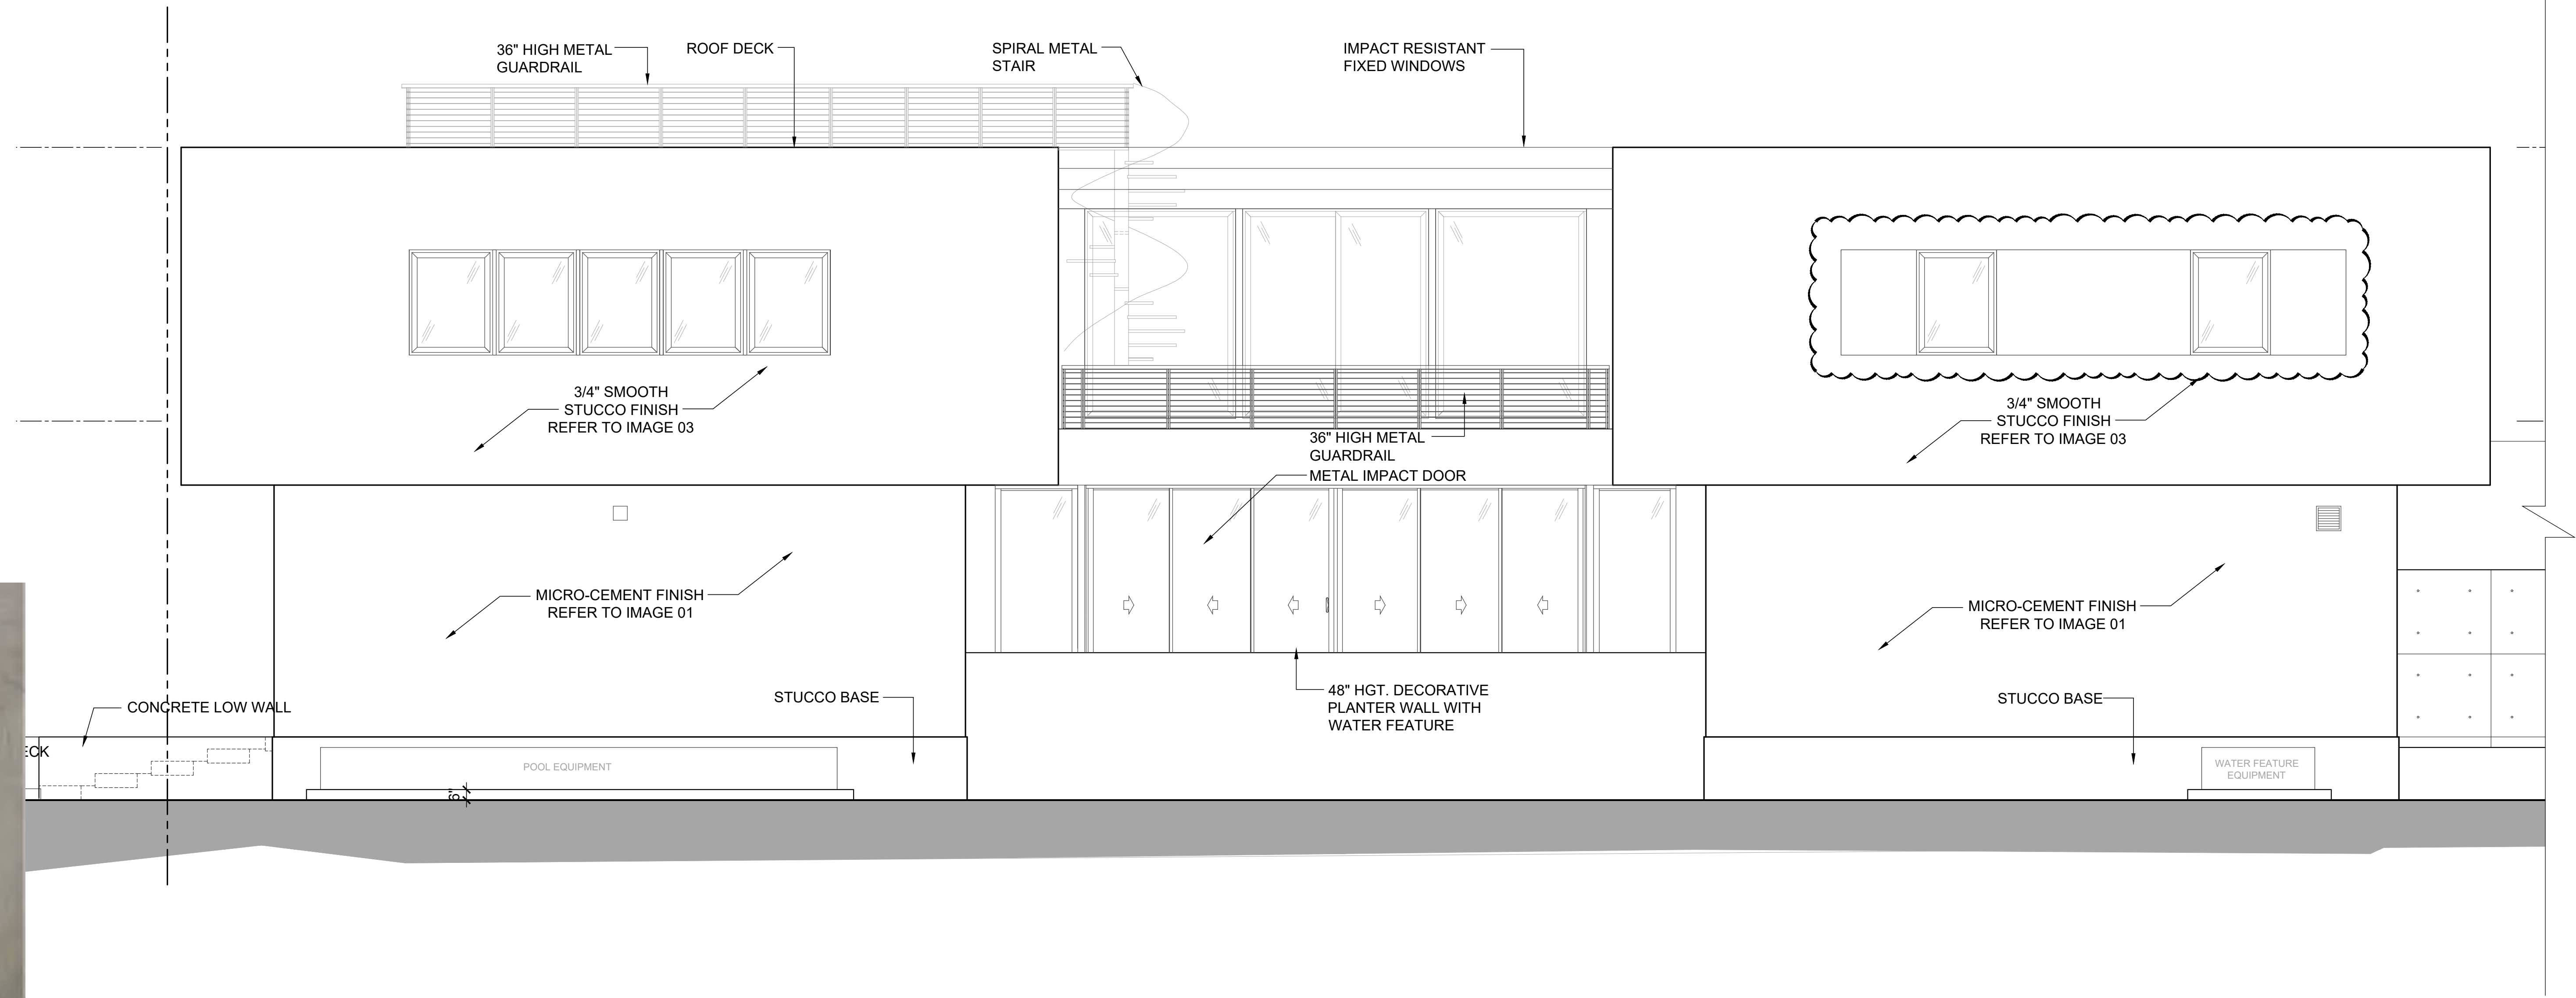 36" HIGH METAL
GUARDRAIL
ROOF DECK
SPIRAL METAL
STAIR
IMPACT RESISTANT
FIXED WINDOWS
3/4" SMOOTH
STUCCO FINISH
REFER TO IMAGE 03
3/4" SMOOTH
STUCCO FINISH
REFER TO IMAGE 03
36" HIGH METAL
GUARDRAIL
METAL IMPACT DOOR
MICRO-CEMENT FINISH
REFER TO IMAGE 01
MICRO-CEMENT FINISH
REFER TO IMAGE 01
48" HGT. DECORATIVE
PLANTER WALL WITH
WATER FEATURE
STUCCO BASE
STUCCO BASE
CONCRETE LOW WALL
POOL EQUIPMENT
WATER FEATURE
EQUIPMENT
6"